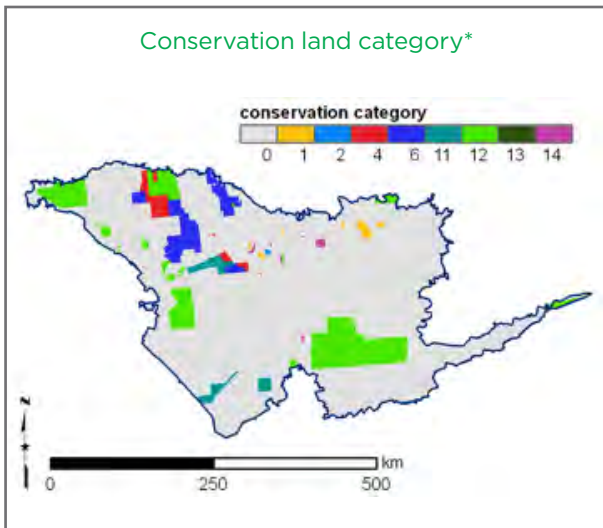 Conservation land category*
conservation category
0 1 2 4 6 11 12 13 14
z
km
0 250 500